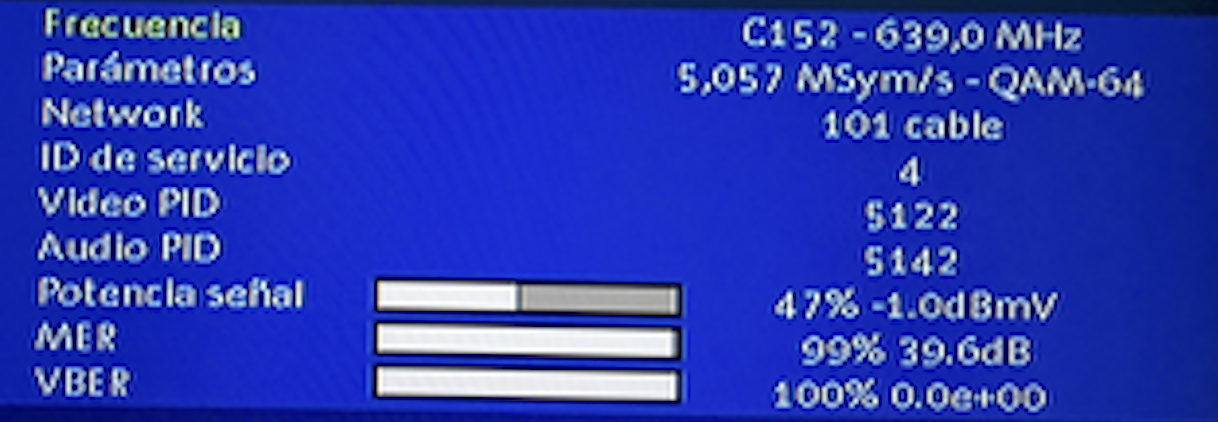 Frecuencia C152 - 639,0 MHz
Parámetros 5,057 MSym/s - QAM-64
Network 101 cable
ID de servicio 4
Video PID 5122
Audio PID 5142
Potencia señal 47% -1.0dBmV
MER 99% 39.6dB
VBER 100% 0.0e+00